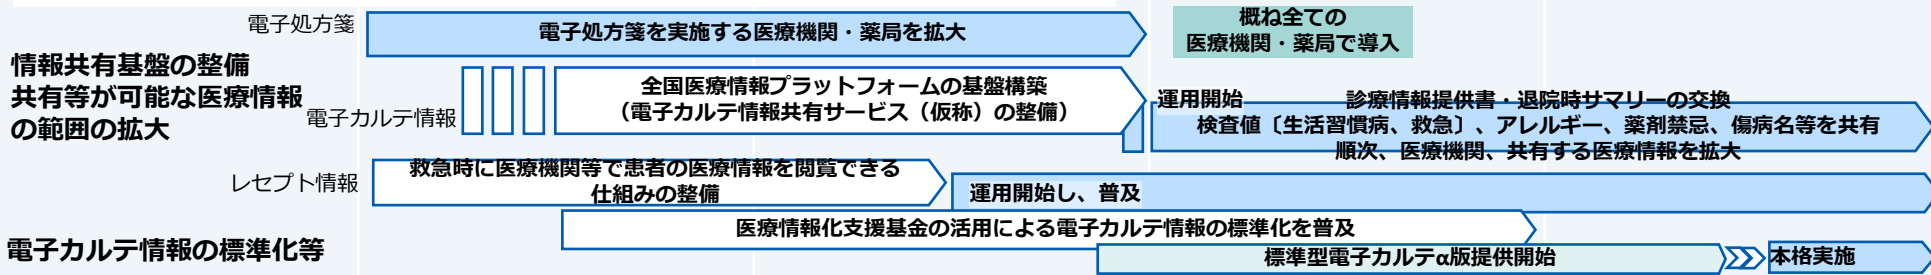 電子処方箋
電子処方箋を実施する医療機関・薬局を拡大
概ね全ての
医療機関・薬局で導入
情報共有基盤の整備
共有等が可能な医療情報
の範囲の拡大
電子カルテ情報
全国医療情報プラットフォームの基盤構築
（電子カルテ情報共有サービス（仮称）の整備）
運用開始
診療情報提供書・退院時サマリーの交換
検査値〔生活習慣病、救急〕、アレルギー、薬剤禁忌、傷病名等を共有
順次、医療機関、共有する医療情報を拡大
レセプト情報
救急時に医療機関等で患者の医療情報を閲覧できる
仕組みの整備
運用開始し、普及
電子カルテ情報の標準化等
医療情報化支援基金の活用による電子カルテ情報の標準化を普及
標準型電子カルテα版提供開始
本格実施